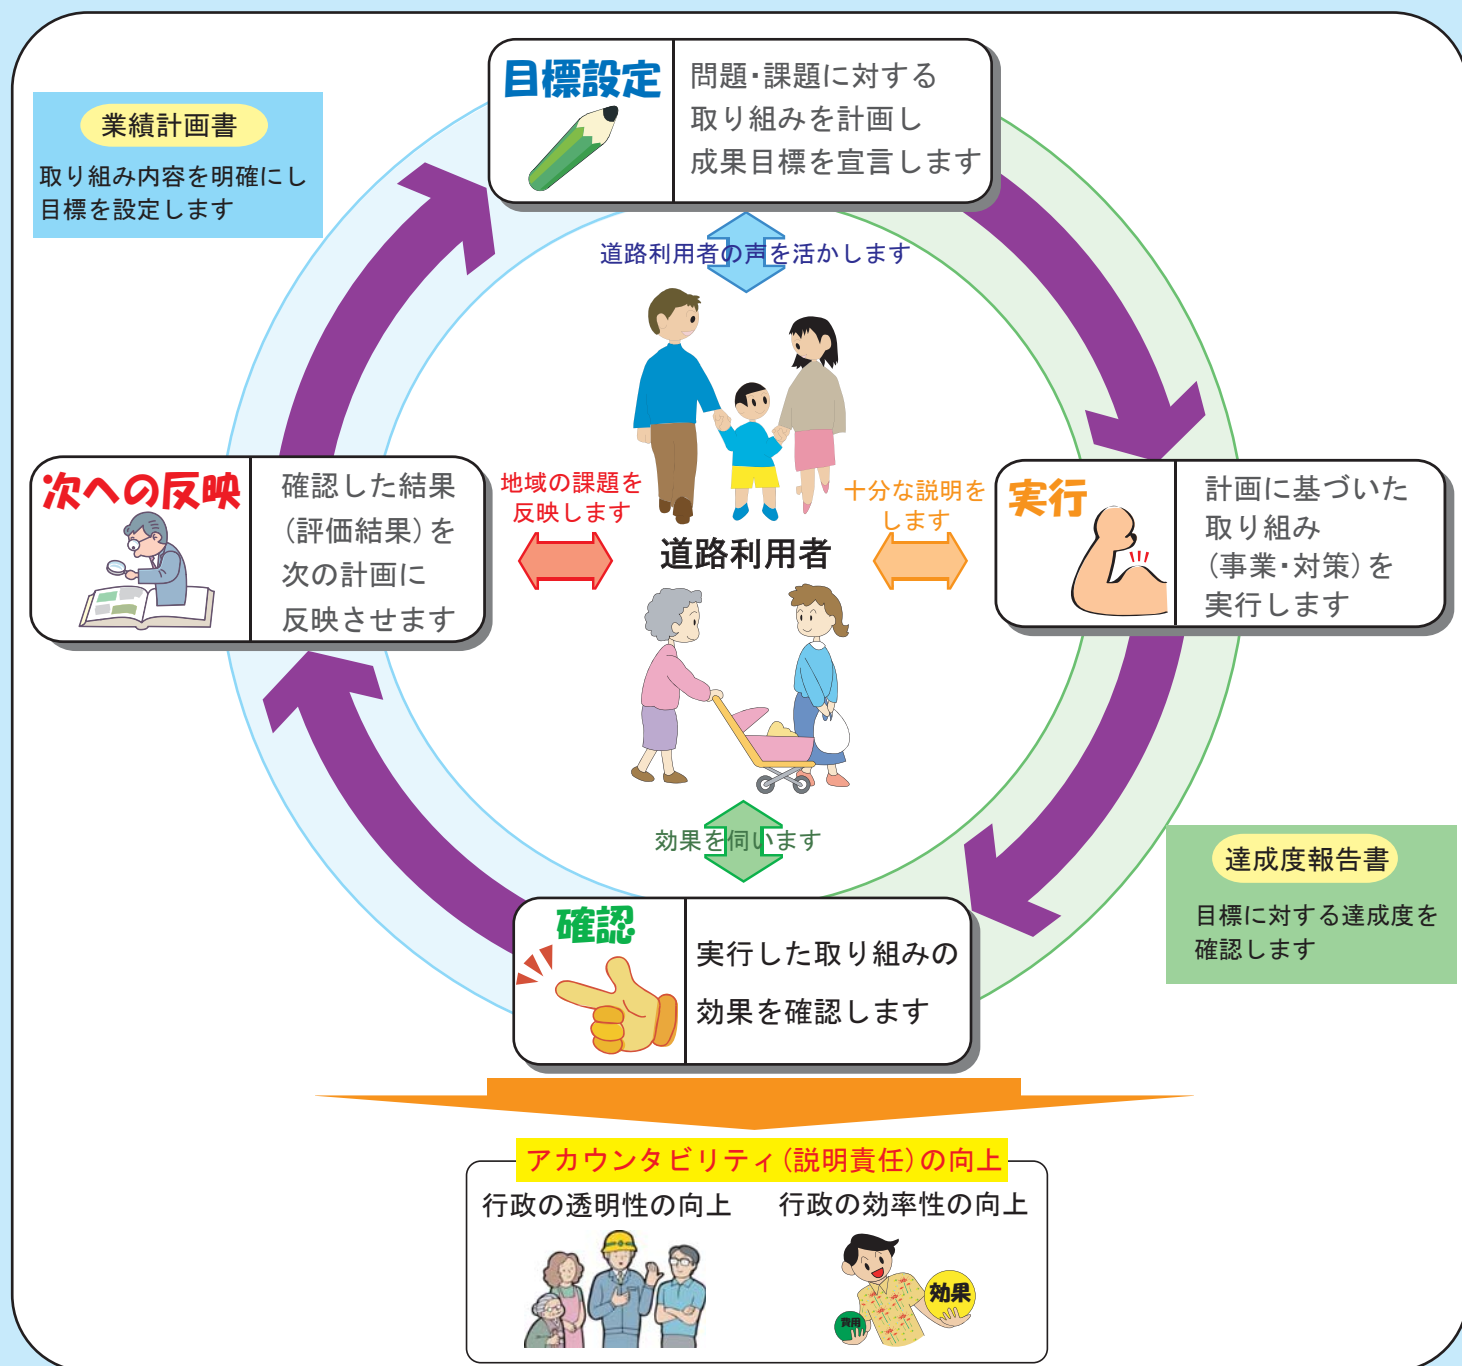 目標設定
問題・課題に対する
取り組みを計画し
成果目標を宣言します
業績計画書
取り組み内容を明確にし
目標を設定します
道路利用者の声を活かします
次への反映
確認した結果
(評価結果)を
次の計画に
反映させます
地域の課題を
反映します
道路利用者
十分な説明を
します
実行
計画に基づいた
取り組み
(事業・対策)を
実行します
効果を伺います
達成度報告書
目標に対する達成度を
確認します
確認
実行した取り組みの
効果を確認します
アカウンタビリティ(説明責任)の向上
行政の透明性の向上
行政の効率性の向上
効果
費用